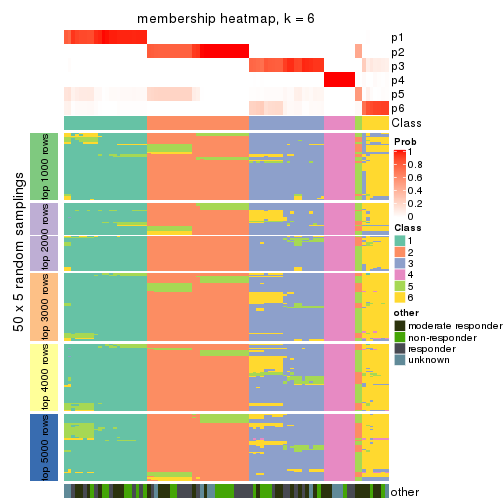 membership heatmap, k = 6
p1
p2
p3
p4
p5
p6
Class
50 x 5 random samplings
top 1000 rows
top 2000 rows
top 3000 rows
top 4000 rows
top 5000 rows
Prob
1
0.8
0.6
0.4
0.2
0
Class
1
2
3
4
5
6
other
moderate responder
non-responder
responder
unknown
other